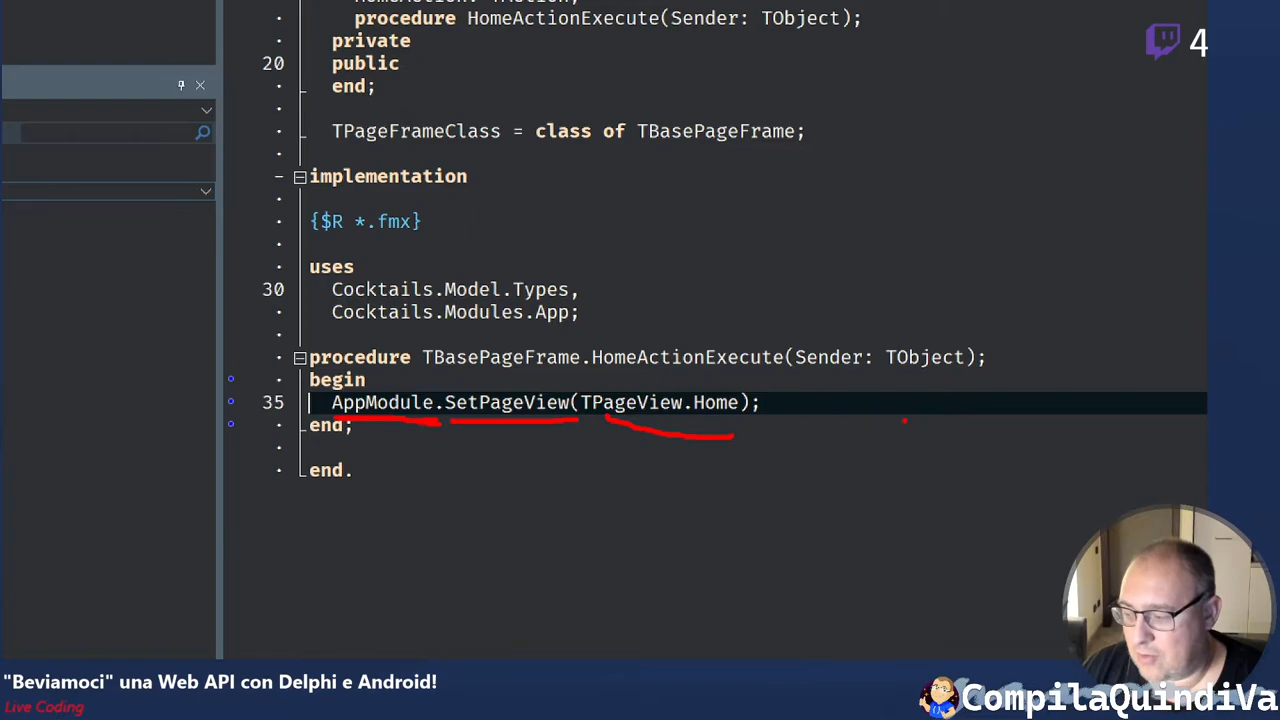 procedure HomeActionExecute(Sender: TObject);
private
20 public
end;
TPageFrameClass = class of TBasePageFrame;
implementation
{$R *.fmx}
uses
30 Cocktails.Model.Types,
Cocktails.Modules.App;
procedure TBasePageFrame.HomeActionExecute(Sender: TObject);
begin
35 AppModule.SetPageView(TPageView.Home);
end;
end.
4
"Beviamoci" una Web API con Delphi e Android!
Live Coding
CompilaQuindiVa